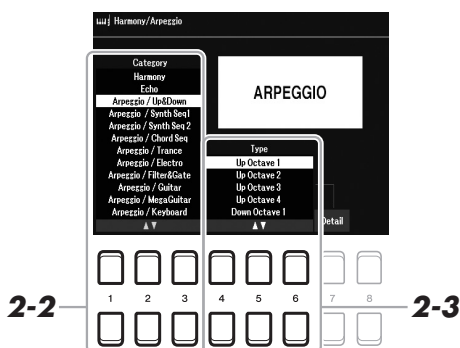 Harmony/Arpeggio
Category
Harmony
Echo
Arpeggio / Up&Down
Arpeggio / Synth Seq1
Arpeggio / Synth Seq 2
Arpeggio / Chord Seq
Arpeggio / Trance
Arpeggio / Electro
Arpeggio / Filter&Gate
Arpeggio / Guitar
Arpeggio / MegaGuitar
Arpeggio / Keyboard
▲▼
ARPEGGIO
Type
Up Octave 1
Up Octave 2
Up Octave 3
Up Octave 4
Down Octave 1
▲▼
Detail
1 2 3 4 5 6 7 8
2-2
2-3